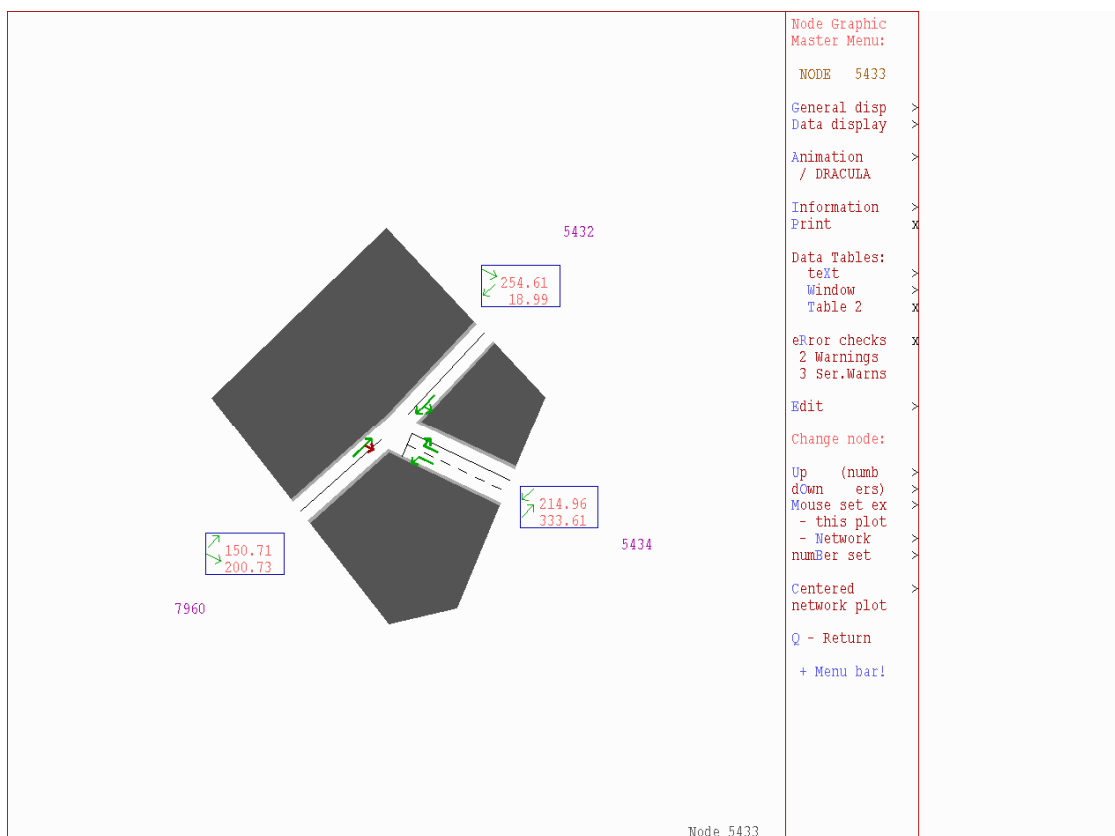 5432
254.61
18.99
214.96
333.61
5434
150.71
200.73
7960
Node 5433
Node Graphic
Master Menu:
NODE 5433
General disp >
Data display >
Animation >
/ DRACULA
Information >
Print x
Data Tables:
teXt >
Window >
Table 2 x
eRror checks x
2 Warnings
3 Ser.Warns
Edit >
Change node:
Up (numb >
dOwn ers) >
Mouse set ex >
- this plot
- Network >
numBer set >
Centered >
network plot
Q - Return
+ Menu bar!